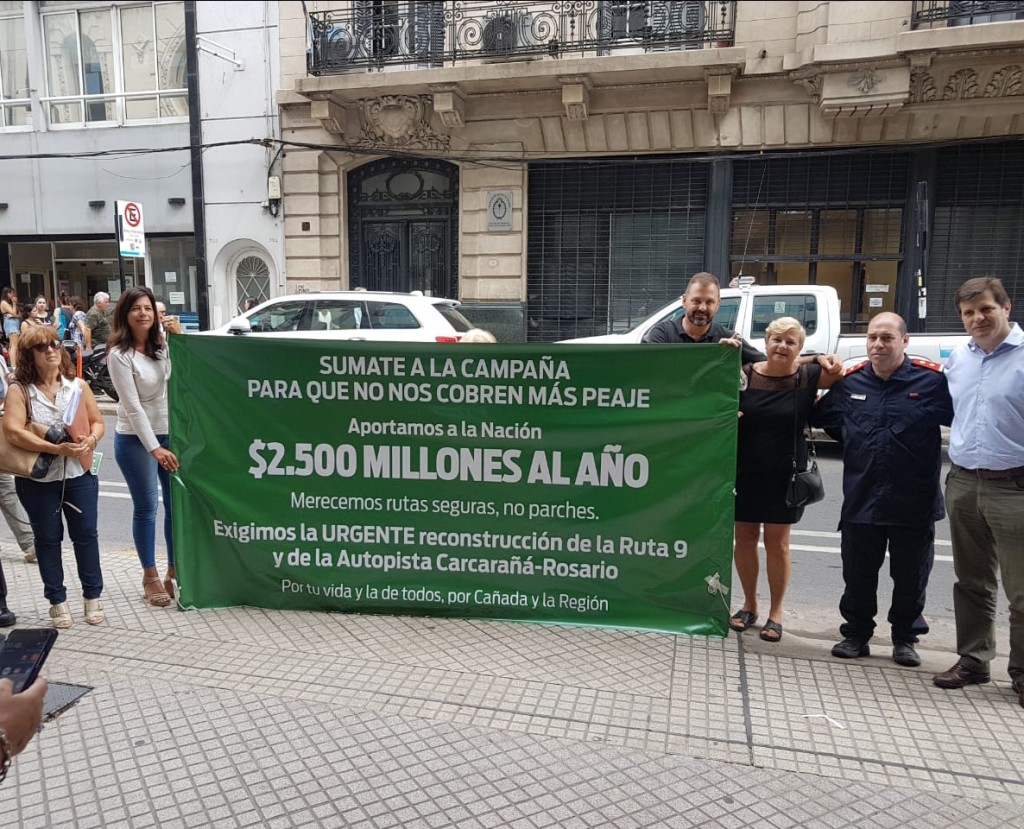 SUMATE A LA CAMPAÑA
PARA QUE NO NOS COBREN MÁS PEAJE
Aportamos a la Nación
$2.500 MILLONES AL AÑO
Merecemos rutas seguras, no parches.
Exigimos la URGENTE reconstrucción de la Ruta 9
y de la Autopista Carcarañá-Rosario
Por tu vida y la de todos, por Cañada y la Región